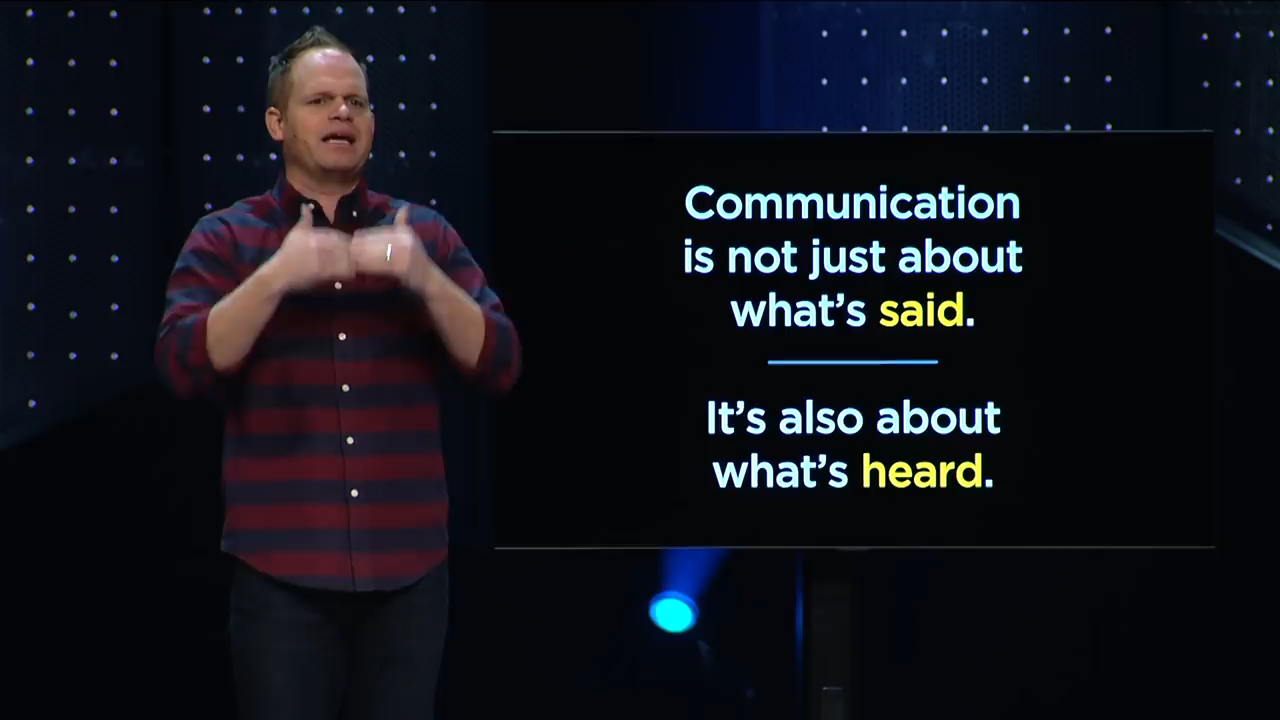 Communication
is not just about
what's said.
It's also about
what's heard.